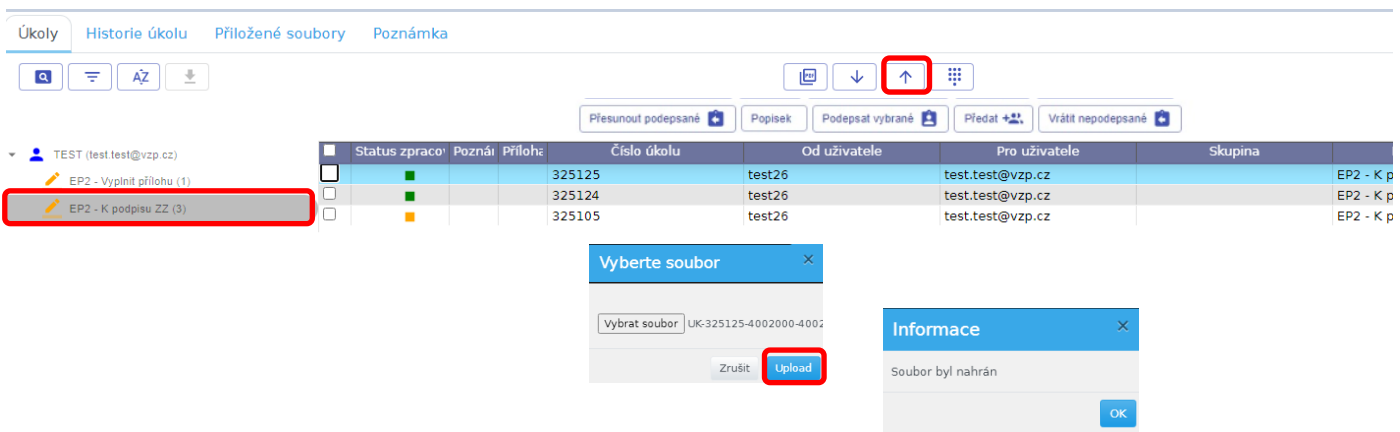 Úkoly Historie úkolu Přiložené soubory Poznámka
AZ PDF
Přesunout podepsané Popisek Podepsat vybrané Předat Vrátit nepodepsané
TEST (test.test@vzp.cz)
EP2 - Vyplnit přílohu (1)
EP2 - K podpisu ZZ (3)
Status zpracov Poznám Příloha Číslo úkolu Od uživatele Pro uživatele Skupina
325125 test26 test.test@vzp.cz EP2 - K p
325124 test26 test.test@vzp.cz EP2 - K p
325105 test26 test.test@vzp.cz EP2 - K p
Vyberte soubor
Vybrat soubor UK-325125-4002000-4002
Zrušit Upload
Informace
Soubor byl nahrán
OK